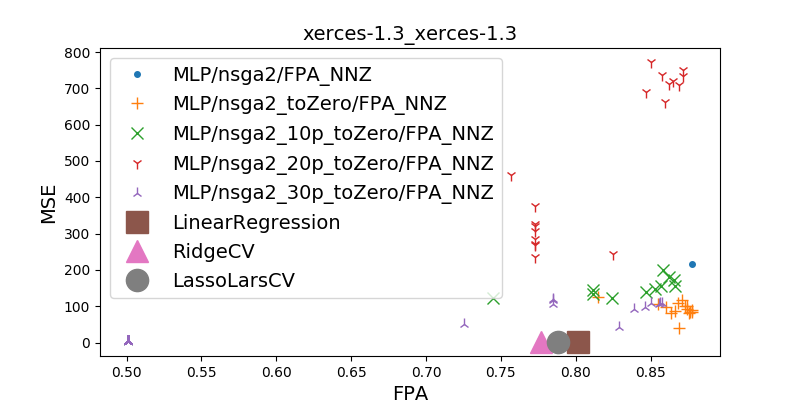 xerces-1.3_xerces-1.3
MSE
800
700
600
500
400
300
200
100
0
MLP/nsga2/FPA_NNZ
MLP/nsga2_toZero/FPA_NNZ
MLP/nsga2_10p_toZero/FPA_NNZ
MLP/nsga2_20p_toZero/FPA_NNZ
MLP/nsga2_30p_toZero/FPA_NNZ
LinearRegression
RidgeCV
LassoLarsCV
0.50 0.55 0.60 0.65 0.70 0.75 0.80 0.85
FPA